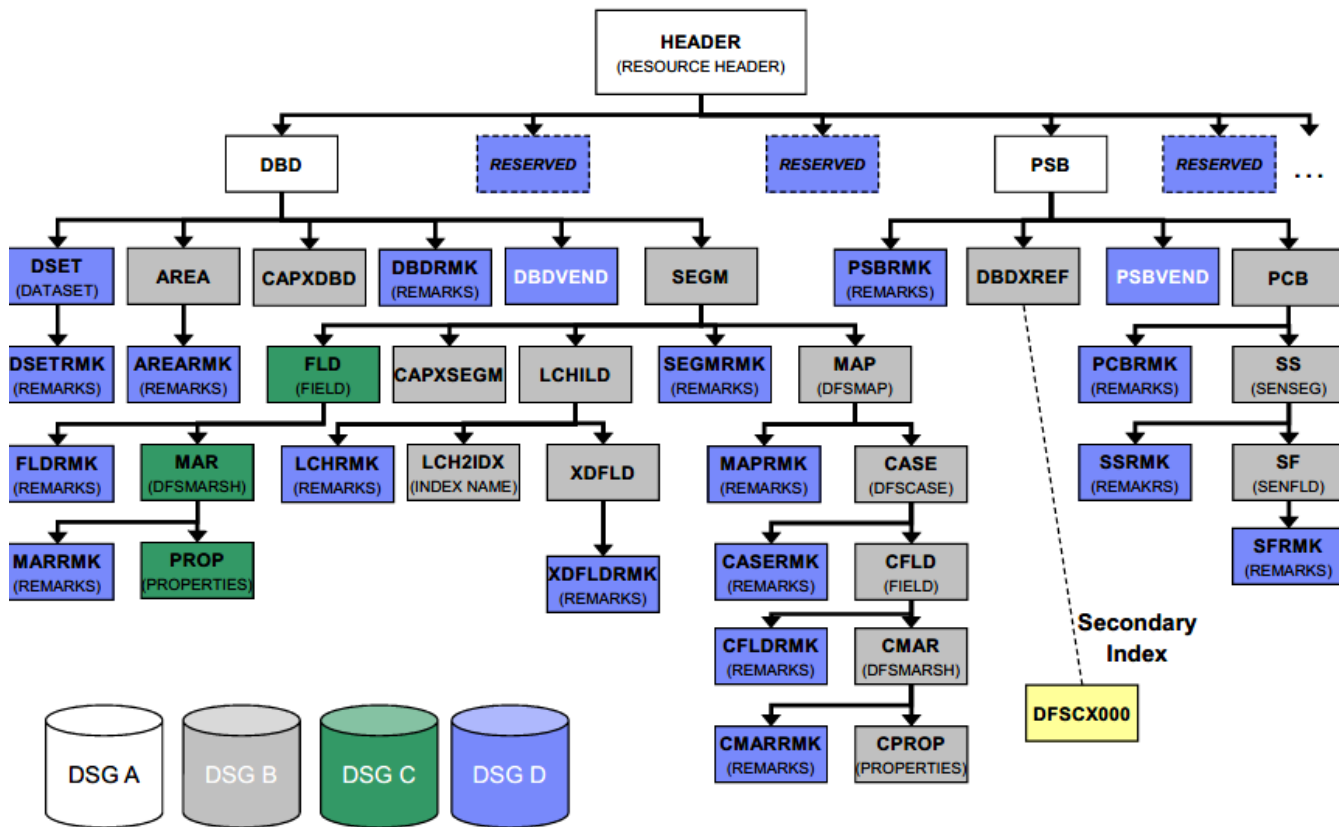 HEADER
(RESOURCE HEADER)
DBD
RESERVED
RESERVED
PSB
RESERVED
...
DSET
(DATASET)
AREA
CAPXDBD
DBDRMK
(REMARKS)
DBDVEND
SEGM
PSBRMK
(REMARKS)
DBDXREF
PSBVEND
PCB
DSETRMK
(REMARKS)
AREARMK
(REMARKS)
FLD
(FIELD)
CAPXSEGM
LCHILD
SEGMRMK
(REMARKS)
MAP
(DFSMAP)
PCBRMK
(REMARKS)
SS
(SENSEG)
FLDRMK
(REMARKS)
MAR
(DFSMARSH)
LCHRMK
(REMARKS)
LCH2IDX
(INDEX NAME)
XDFLD
MAPRMK
(REMARKS)
CASE
(DFSCASE)
SSRMK
(REMAKRS)
SF
(SENFLD)
MARRMK
(REMARKS)
PROP
(PROPERTIES)
XDFLDRMK
(REMARKS)
CASERMK
(REMARKS)
CFLD
(FIELD)
SFRMK
(REMARKS)
CFLDRMK
(REMARKS)
CMAR
(DFSMARSH)
Secondary
Index
DFSCX000
CMARRMK
(REMARKS)
CPROP
(PROPERTIES)
DSG A
DSG B
DSG C
DSG D